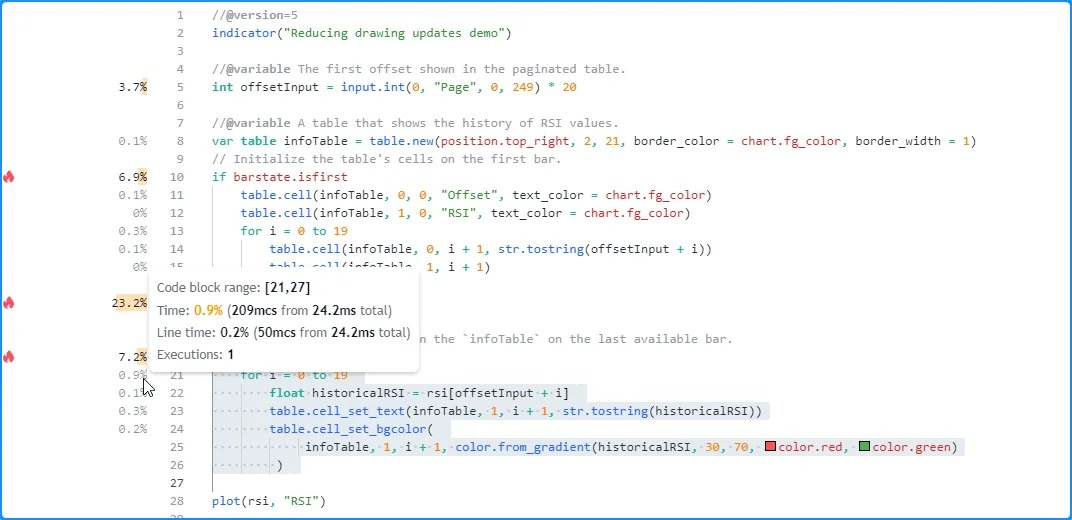 1 //@version=5
2 indicator("Reducing drawing updates demo")
3
4 //@variable The first offset shown in the paginated table.
3.7% 5 int offsetInput = input.int(0, "Page", 0, 249) * 20
6
7 //@variable A table that shows the history of RSI values.
0.1% 8 var table infoTable = table.new(position.top_right, 2, 21, border_color = chart.fg_color, border_width = 1)
9 // Initialize the table's cells on the first bar.
6.9% 10 if barstate.isfirst
0.1% 11 table.cell(infoTable, 0, 0, "Offset", text_color = chart.fg_color)
0% 12 table.cell(infoTable, 1, 0, "RSI", text_color = chart.fg_color)
0.3% 13 for i = 0 to 19
0.1% 14 table.cell(infoTable, 0, i + 1, str.tostring(offsetInput + i))
0% 15 table.cell(infoTable, 1, i + 1)
Code block range: [21,27]
23.2% Time: 0.9% (209mcs from 24.2ms total)
Line time: 0.2% (50mcs from 24.2ms total)
n the `infoTable` on the last available bar.
7.2% Executions: 1
0.9% 21 for i = 0 to 19
0.1% 22 float historicalRSI = rsi[offsetInput + i]
0.3% 23 table.cell_set_text(infoTable, 1, i + 1, str.tostring(historicalRSI))
0.2% 24 table.cell_set_bgcolor(
25 infoTable, 1, i + 1, color.from_gradient(historicalRSI, 30, 70, color.red, color.green)
26 )
27
28 plot(rsi, "RSI")